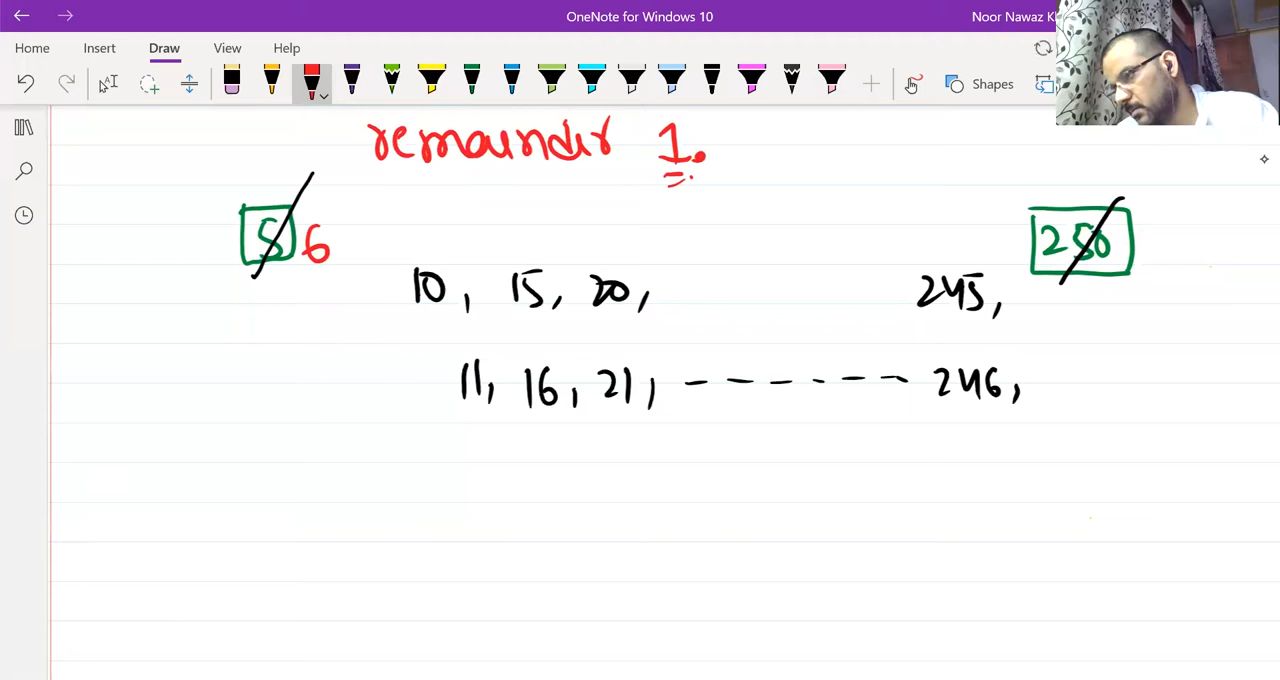 OneNote for Windows 10
Noor Nawaz K
Home Insert Draw View Help
Shapes
remainder 1.
5 6 250
10, 15, 20, 245,
11, 16, 21, ------- 246,